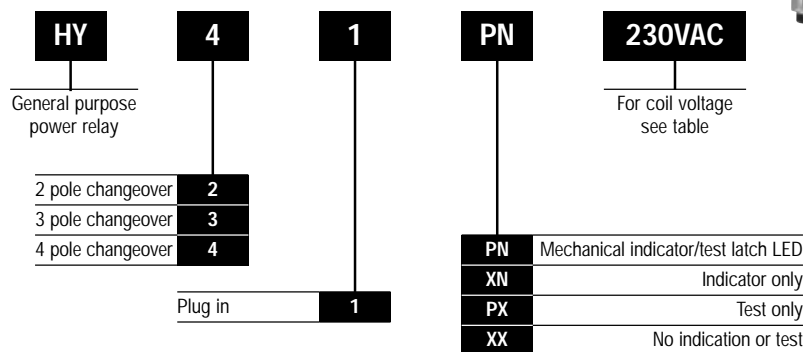 HY 4 1 PN 230VAC
General purpose
power relay
For coil voltage
see table
2 pole changeover 2
3 pole changeover 3
4 pole changeover 4
Plug in 1
PN Mechanical indicator/test latch LED
XN Indicator only
PX Test only
XX No indication or test